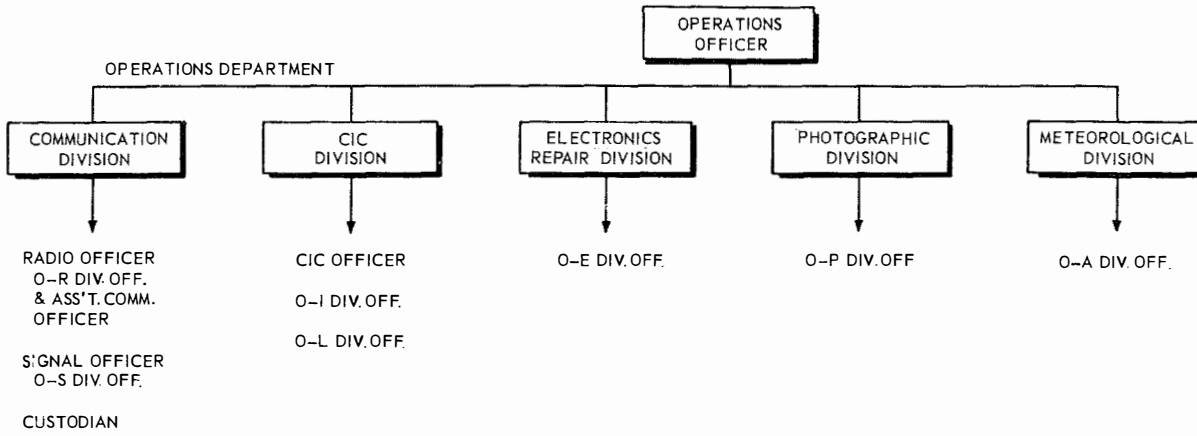 OPERATIONS
OFFICER
OPERATIONS DEPARTMENT
COMMUNICATION
DIVISION
CIC
DIVISION
ELECTRONICS
REPAIR DIVISION
PHOTOGRAPHIC
DIVISION
METEOROLOGICAL
DIVISION
RADIO OFFICER
O-R DIV. OFF.
& ASS'T. COMM.
OFFICER
SIGNAL OFFICER
O-S DIV. OFF.
CUSTODIAN
CIC OFFICER
O-I DIV. OFF.
O-L DIV. OFF.
O-E DIV. OFF.
O-P DIV. OFF
O-A DIV. OFF.